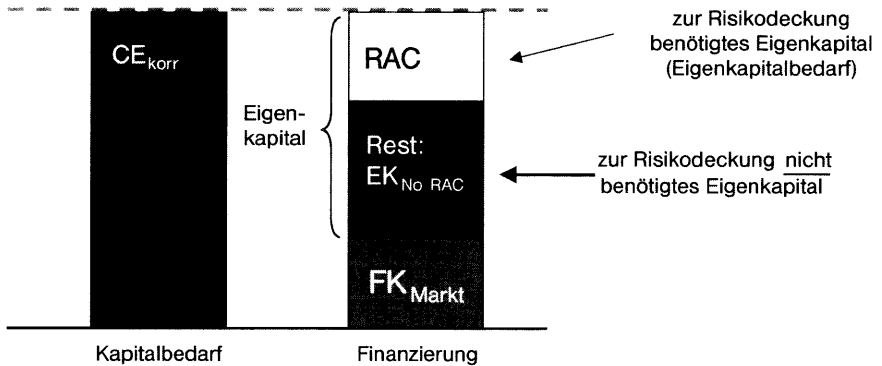 zur Risikodeckung
benötigtes Eigenkapital
(Eigenkapitalbedarf)
CEkorr
RAC
Eigen-
kapital
Rest:
EKNo RAC
zur Risikodeckung nicht
benötigtes Eigenkapital
FKMarkt
Kapitalbedarf
Finanzierung